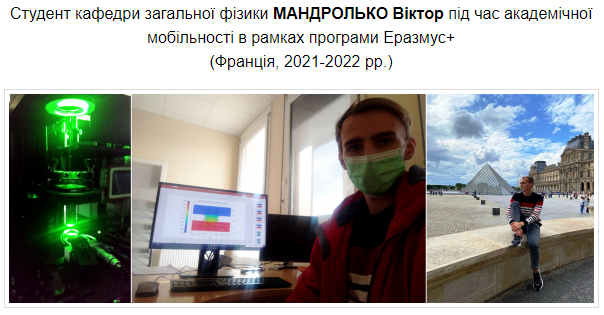 Студент кафедри загальної фізики МАНДРОЛЬКО Віктор під час академічної
мобільності в рамках програми Еразмус+
(Франція, 2021-2022 рр.)